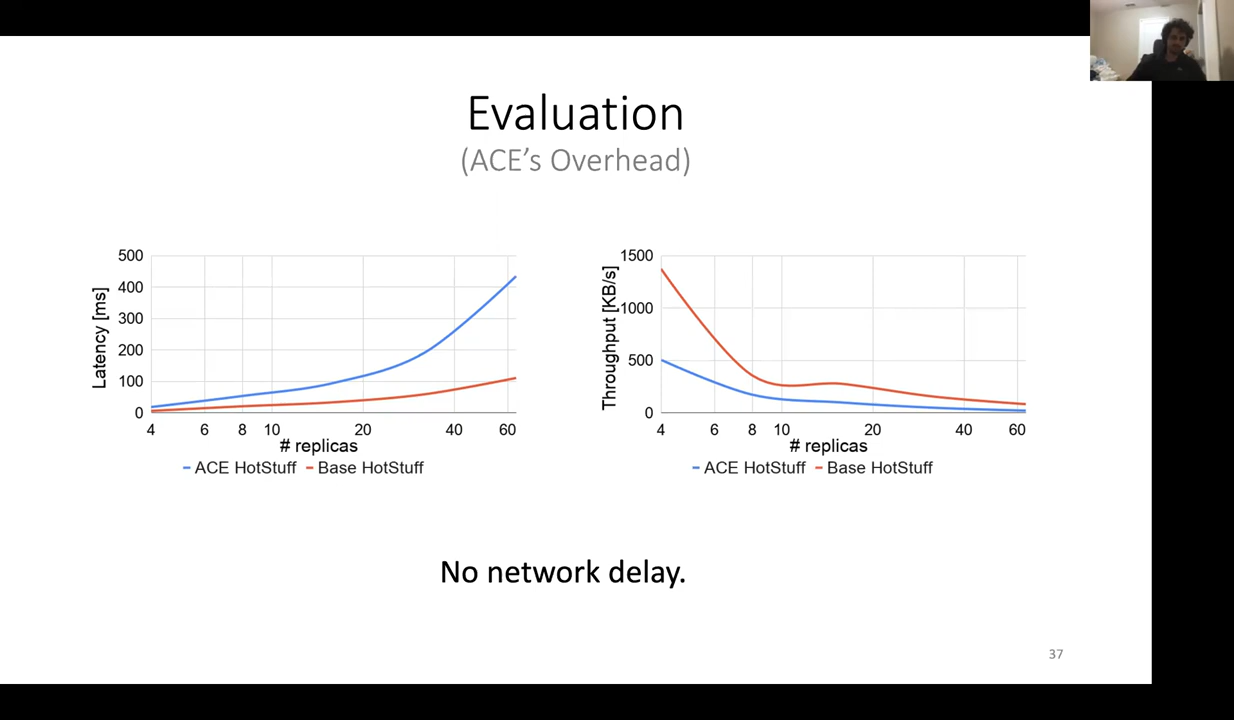 Evaluation
(ACE's Overhead)
Latency [ms]
500
400
300
200
100
0
4 6 8 10 20 40 60
# replicas
ACE HotStuff Base HotStuff
Throughput [KB/s]
1500
1000
500
0
4 6 8 10 20 40 60
# replicas
ACE HotStuff Base HotStuff
No network delay.
37